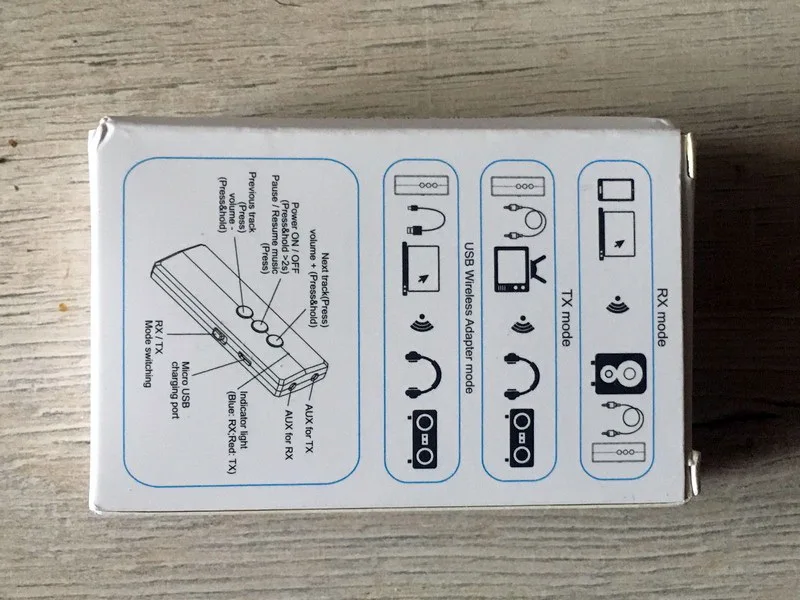 RX mode
TX mode
USB Wireless Adapter mode
Next track(Press)
volume + (Press&hold)
Power ON / OFF
(Press&hold >2s)
Pause / Resume music
(Press)
Previous track
(Press)
volume -
(Press&hold)
AUX for TX
AUX for RX
Indicator light
(Blue: RX;Red: TX)
Micro USB
charging port
RX / TX
Mode switching